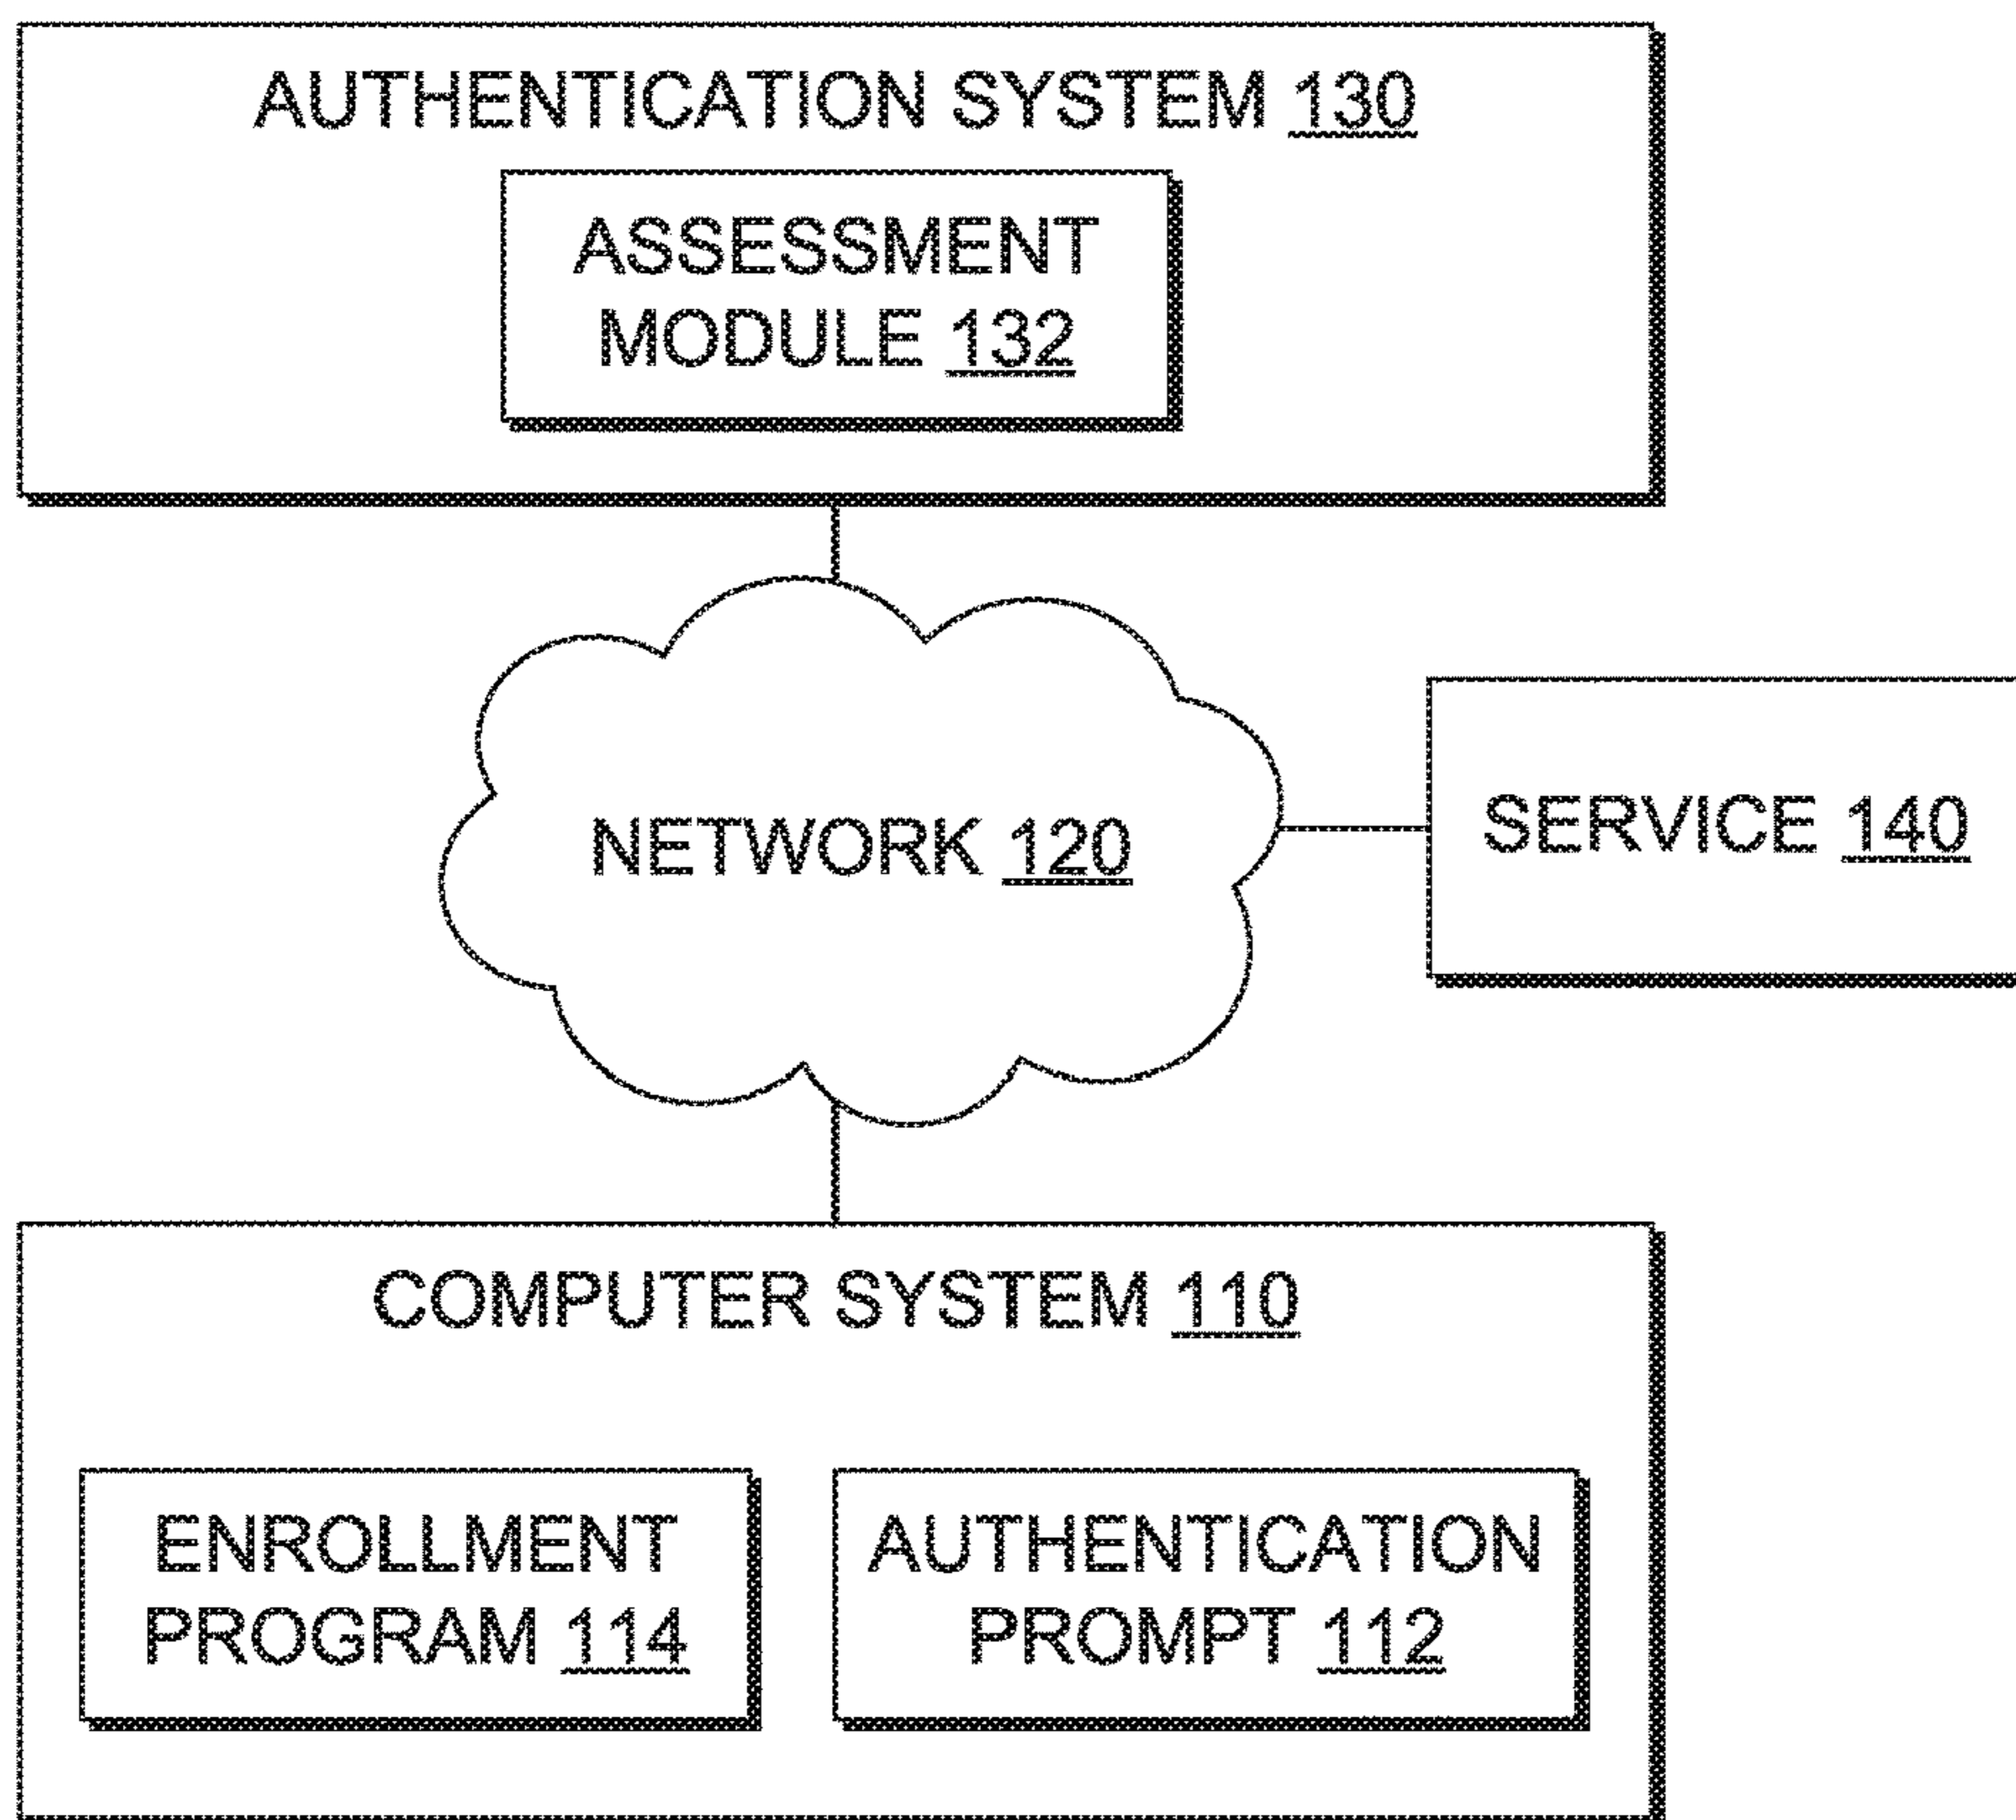 AUTHENTICATION SYSTEM 130
ASSESSMENT
MODULE 132
NETWORK 120
SERVICE 140
COMPUTER SYSTEM 110
ENROLLMENT
PROGRAM 114
AUTHENTICATION
PROMPT 112